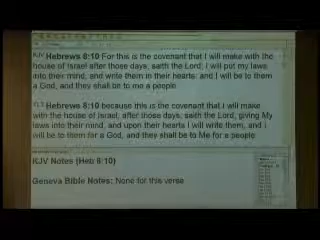 KJV Hebrews 8:10 For this is the covenant that I will make with the
house of Israel after those days, saith the Lord; I will put my laws
into their mind, and write them in their hearts: and I will be to them
a God, and they shall be to me a people
YLT Hebrews 8:10 because this is the covenant that I will make
with the house of Israel, after those days, saith the Lord, giving My
laws into their mind, and upon their hearts I will write them, and I
will be to them for a God, and they shall be to Me for a people
KJV Notes (Heb 8:10)
Geneva Bible Notes: None for this verse